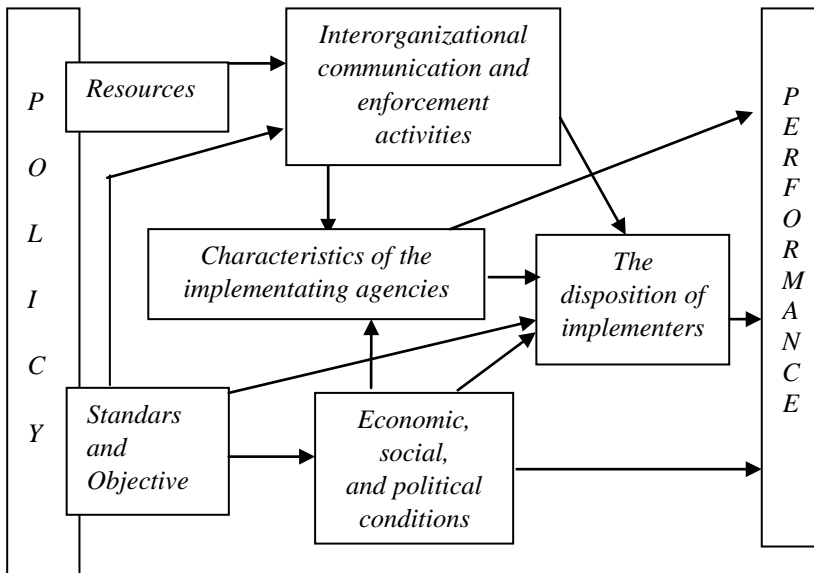 P
O
L
I
C
Y
Resources
Interorganizational
communication and
enforcement
activities
Characteristics of the
implementating agencies
The
disposition of
implementers
Standars
and
Objective
Economic,
social,
and political
conditions
P
E
R
F
O
R
M
A
N
C
E